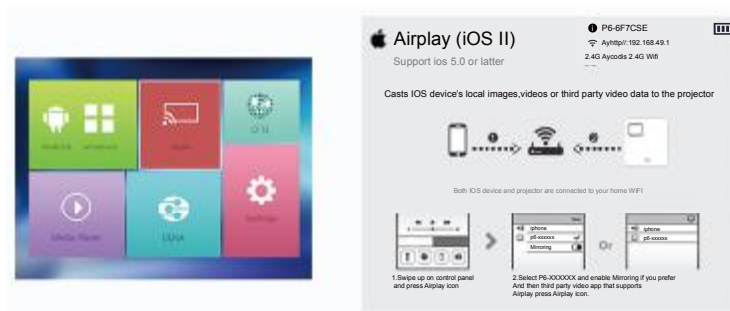 Media Player
DLNA
Settings
Airplay (iOS II)
Support ios 5.0 or latter
P6-6F7CSE
Ayhttp//:192.168.49.1
2.4G Aycodis 2.4G Wifi
Casts IOS device's local images,videos or third party video data to the projector
Both IOS device and projector are connected to your home WIFI
iphone
p6-xxxxxx
Mirroring
Or
iphone
p6-xxxxxx
1.Swipe up on control panel
and press Airplay icon
2.Select P6-XXXXXX and enable Mirroring if you prefer
And then third party video app that supports
Airplay press Airplay icon.